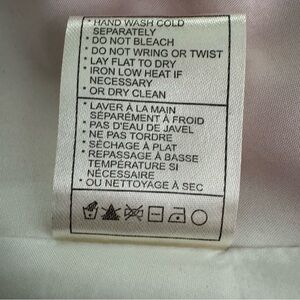 * HAND WASH COLD
SEPARATELY
* DO NOT BLEACH
* DO NOT WRING OR TWIST
* LAY FLAT TO DRY
* IRON LOW HEAT IF
NECESSARY
* OR DRY CLEAN
* LAVER À LA MAIN
SÉPARÉMENT À FROID
* PAS D'EAU DE JAVEL
* NE PAS TORDRE
* SÉCHAGE À PLAT
* REPASSAGE À BASSE
TEMPÉRATURE SI
NÉCESSAIRE
* OU NETTOYAGE À SEC